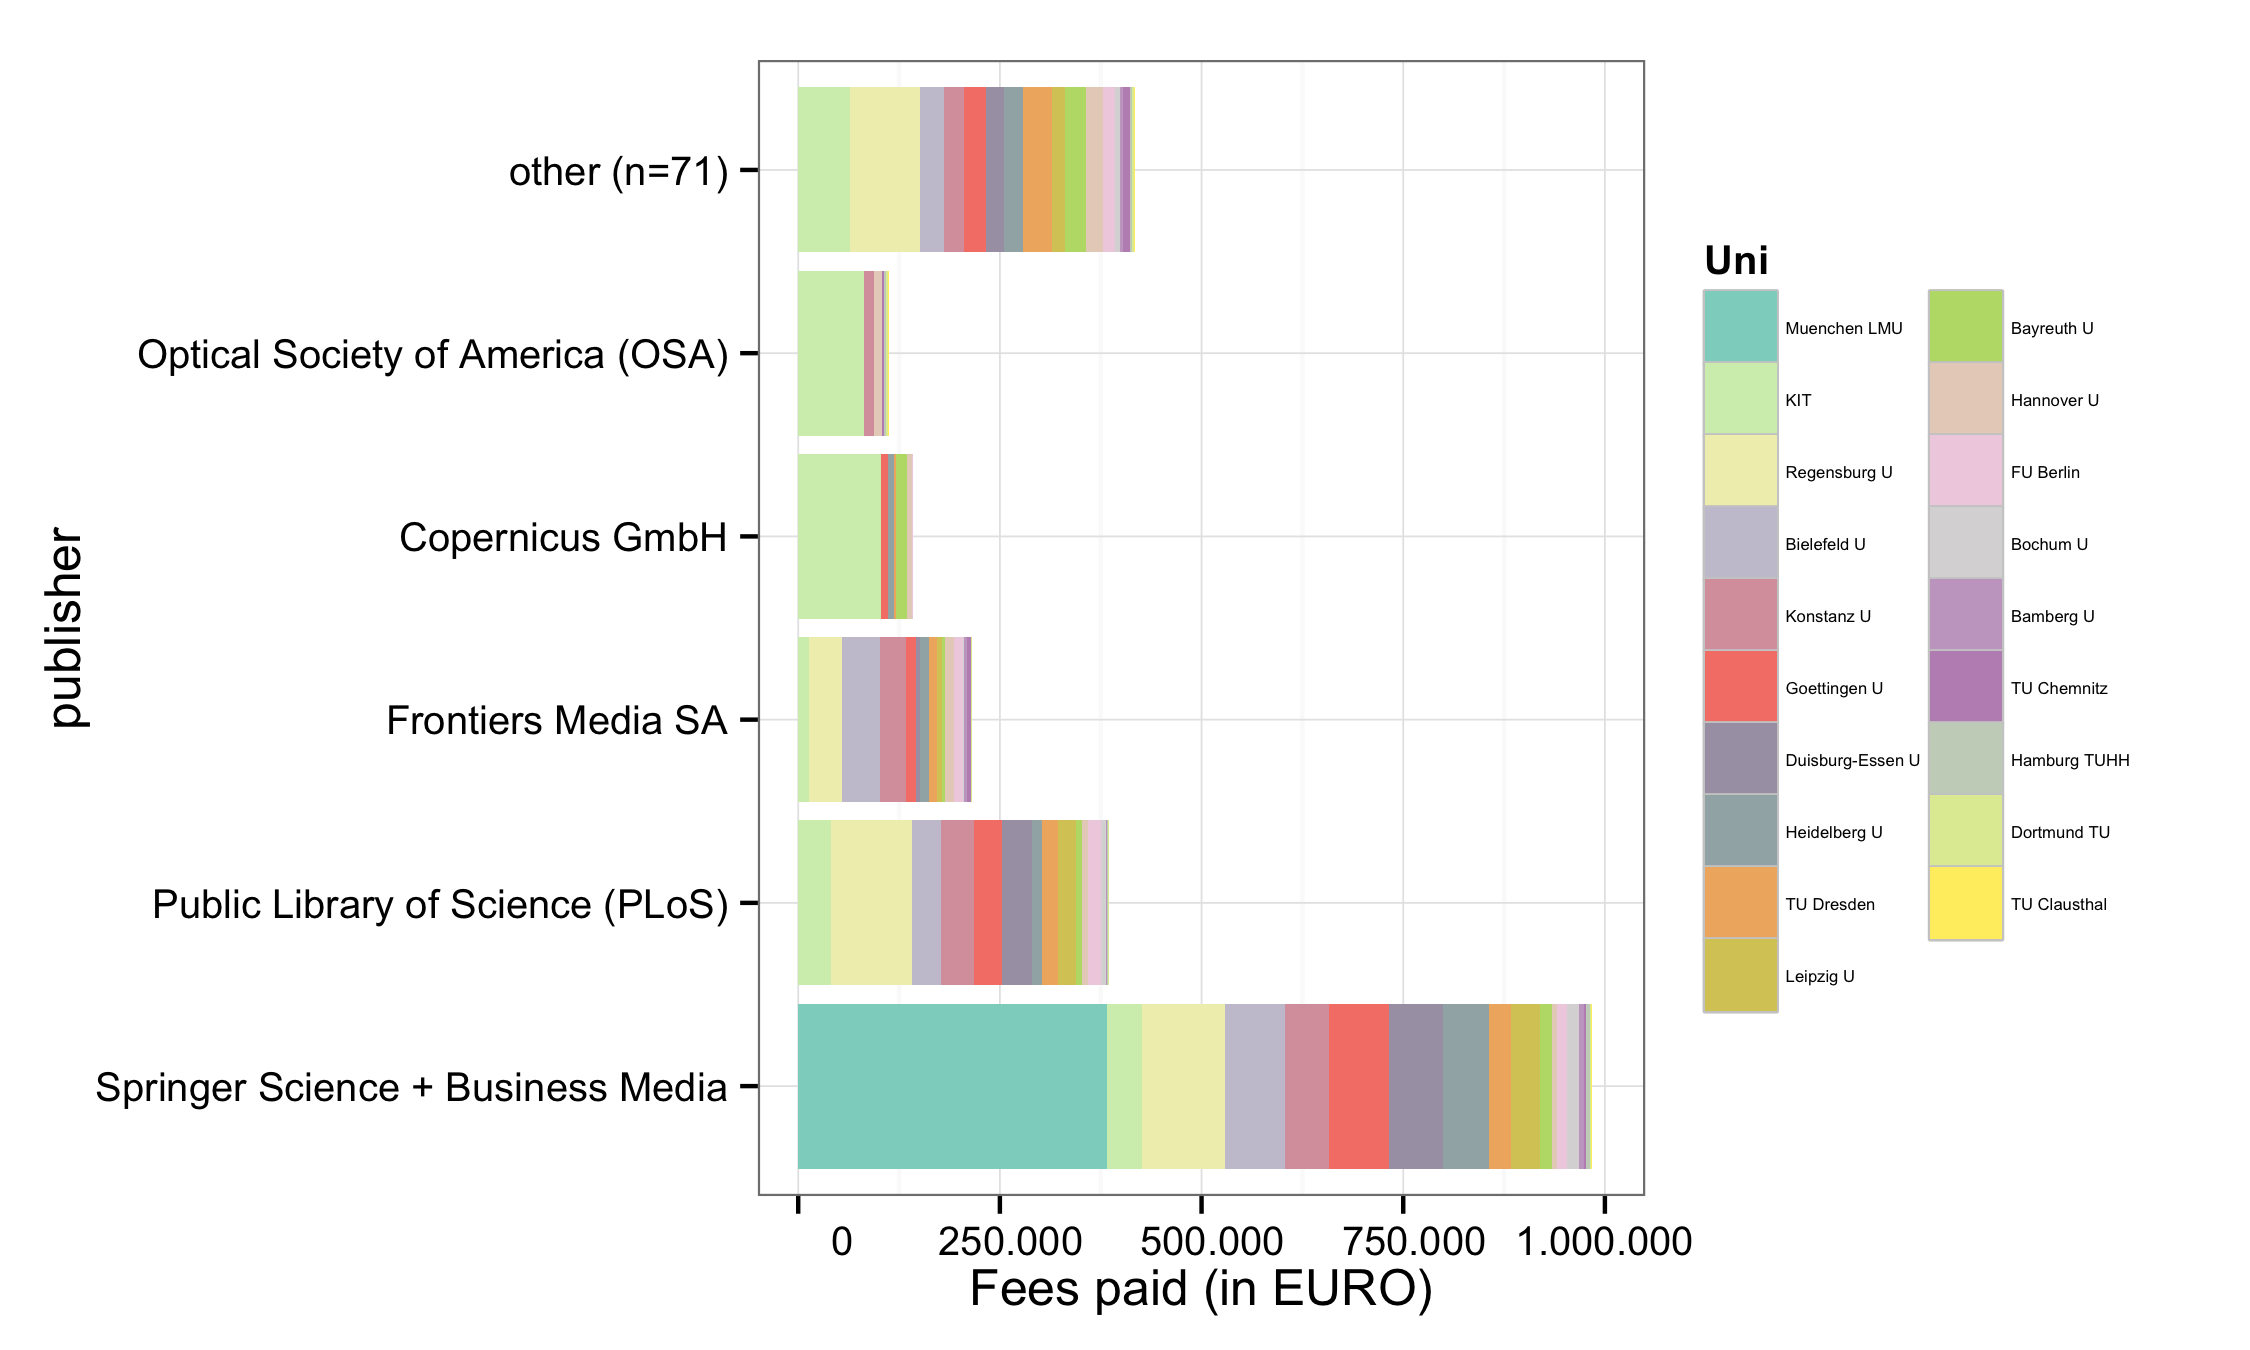 other (n=71)
Optical Society of America (OSA)
Copernicus GmbH
Frontiers Media SA
Public Library of Science (PLoS)
Springer Science + Business Media
publisher
0
250.000
500.000
750.000
1.000.000
Fees paid (in EURO)
Uni
Muenchen LMU
KIT
Regensburg U
Bielefeld U
Konstanz U
Goettingen U
Duisburg-Essen U
Heidelberg U
TU Dresden
Leipzig U
Bayreuth U
Hannover U
FU Berlin
Bochum U
Bamberg U
TU Chemnitz
Hamburg TUHH
Dortmund TU
TU Clausthal